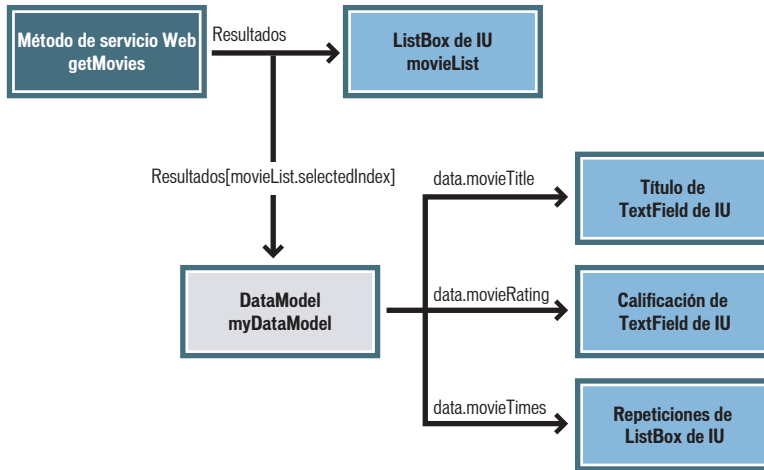 Método de servicio Web
getMovies
Resultados
ListBox de IU
movieList
Resultados[movieList.selectedIndex]
data.movieTitle
Título de
TextField de IU
DataModel
myDataModel
data.movieRating
Calificación de
TextField de IU
data.movieTimes
Repeticiones de
ListBox de IU